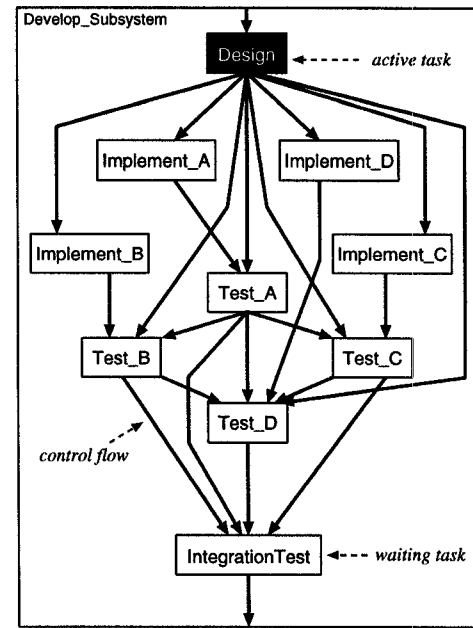 Develop_Subsystem
Design
active task
Implement_A
Implement_D
Implement_B
Implement_C
Test_A
Test_B
Test_C
Test_D
control flow
IntegrationTest
waiting task